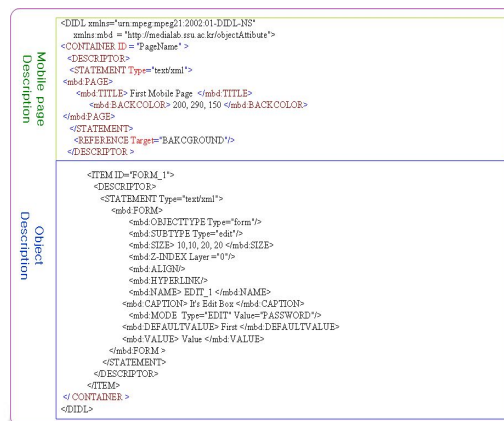 Mobile page
Description
<DIDL xmlns="urn:mpeg:mpeg21:2002:01-DIDL-NS"
xmlns:mbd = "http://medialab.ssu.ac.kr/objectAttibute">
<CONTAINER ID = "PageName" >
<DESCRIPTOR>
<STATEMENT Type="text/xml">
<mbd:PAGE>
<mbd:TITLE> First Mobile Page </mbd:TITLE>
<mbd:BACKCOLOR> 200, 290, 150 </mbd:BACKCOLOR>
</mbd:PAGE>
</STATEMENT>
<REFERENCE Target="BAKCGROUND"/>
</DESCRIPTOR >
Object
Description
<ITEM ID="FORM_1">
<DESCRIPTOR>
<STATEMENT Type="text/xml">
<mbd:FORM>
<mbd:OBJECTTYPE Type="form"/>
<mbd:SUBTYPE Type="edit"/>
<mbd:SIZE> 10,10, 20, 20 </mbd:SIZE>
<mbd:Z-INDEX Layer ="0"/>
<mbd:ALIGN/>
<mbd:HYPERLINK/>
<mbd:NAME> EDIT_1 </mbd:NAME>
<mbd:CAPTION> It's Edit Box </mbd:CAPTION>
<mbd:MODE Type="EDIT" Value="PASSWORD"/>
<mbd:DEFAULTVALUE> First </mbd:DEFAULTVALUE>
<mbd:VALUE> Value </mbd:VALUE>
</mbd:FORM >
</STATEMENT>
</DESCRIPTOR>
</ITEM>
</ CONTAINER >
</DIDL>